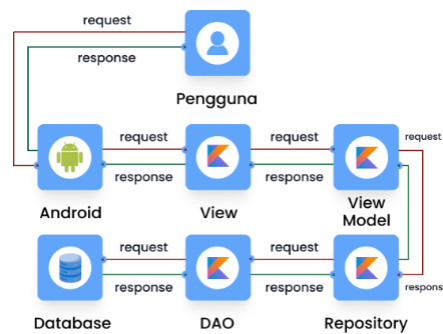 request
response
Pengguna
request
request
request
response
response
Android
View
View
Model
request
request
response
response
respons
Database
DAO
Repository